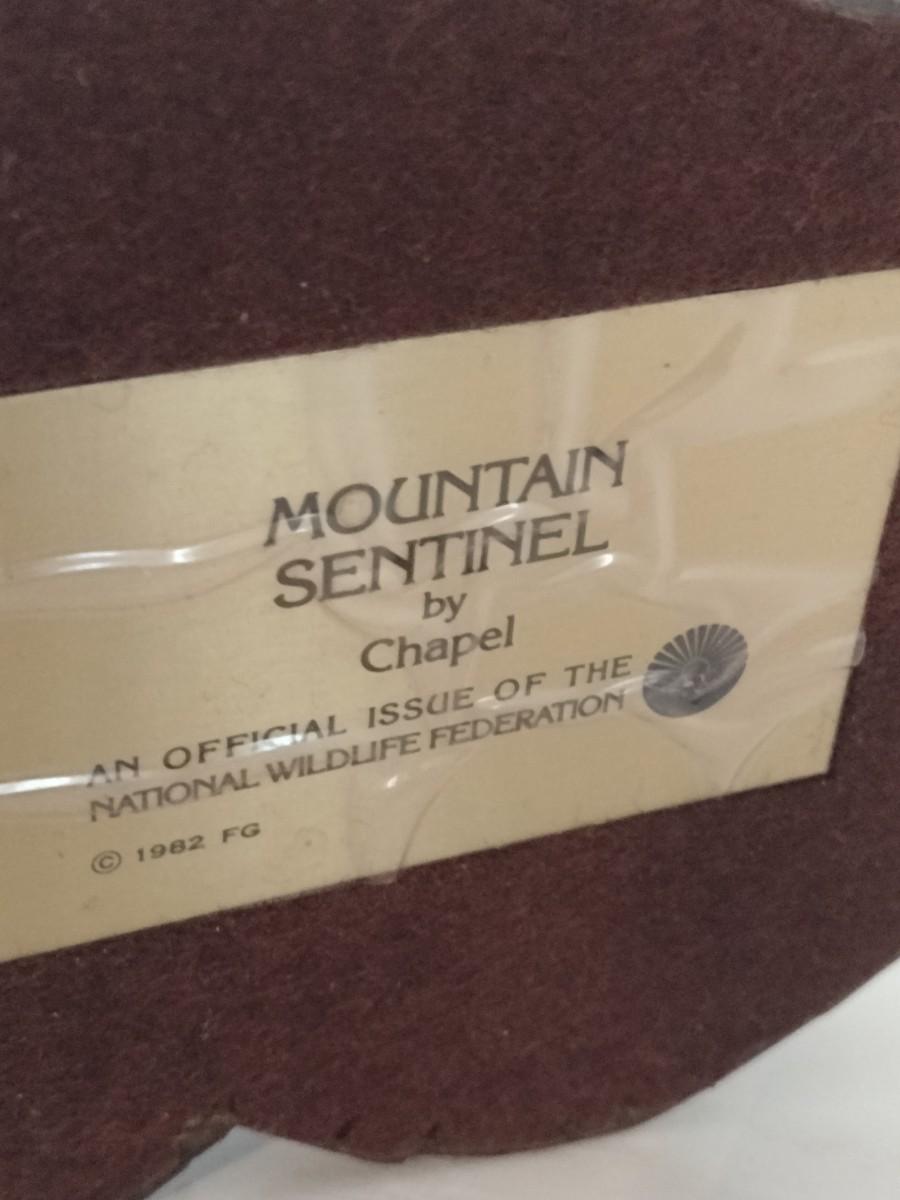 MOUNTAIN
SENTINEL
by
Chapel
AN OFFICIAL ISSUE OF THE
NATIONAL WILDLIFE FEDERATION
© 1982 FG